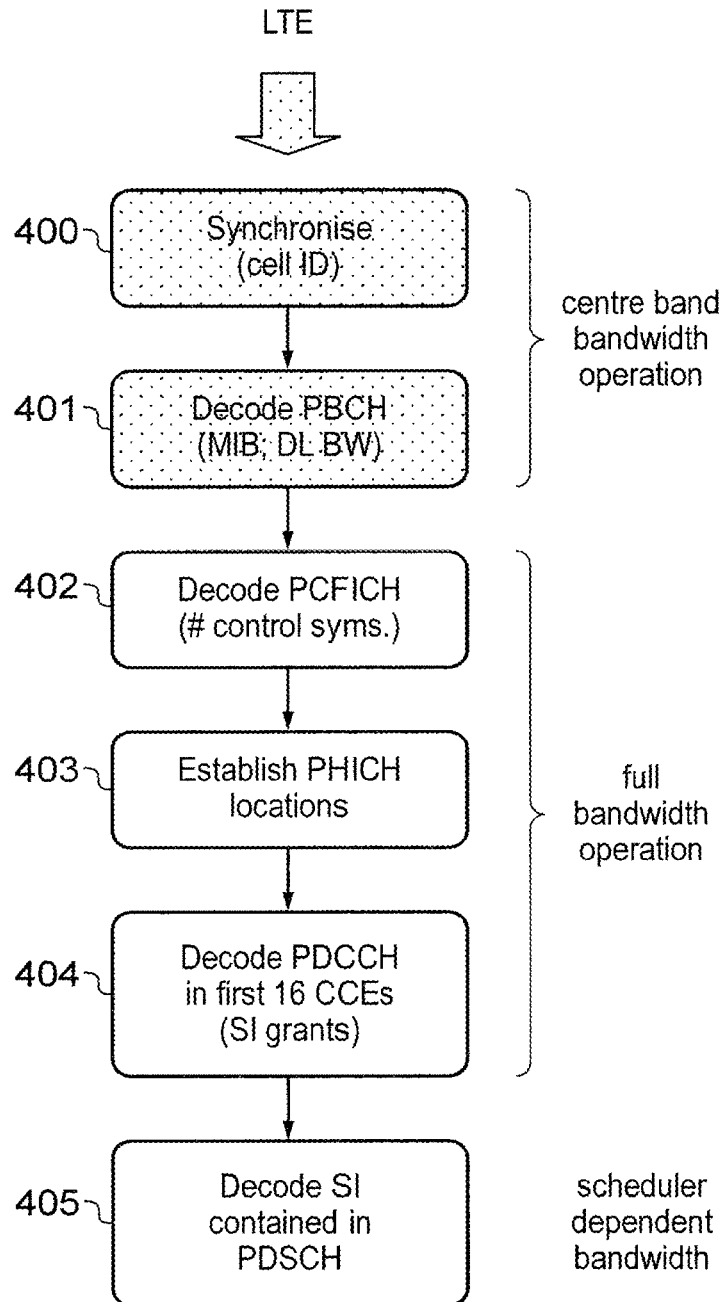 LTE
400
Synchronise
(cell ID)
centre band
bandwidth
operation
401
Decode PBCH
(MIB; DL BW)
402
Decode PCFICH
(# control syms.)
403
Establish PHICH
locations
full
bandwidth
operation
404
Decode PDCCH
in first 16 CCEs
(SI grants)
405
Decode SI
contained in
PDSCH
scheduler
dependent
bandwidth